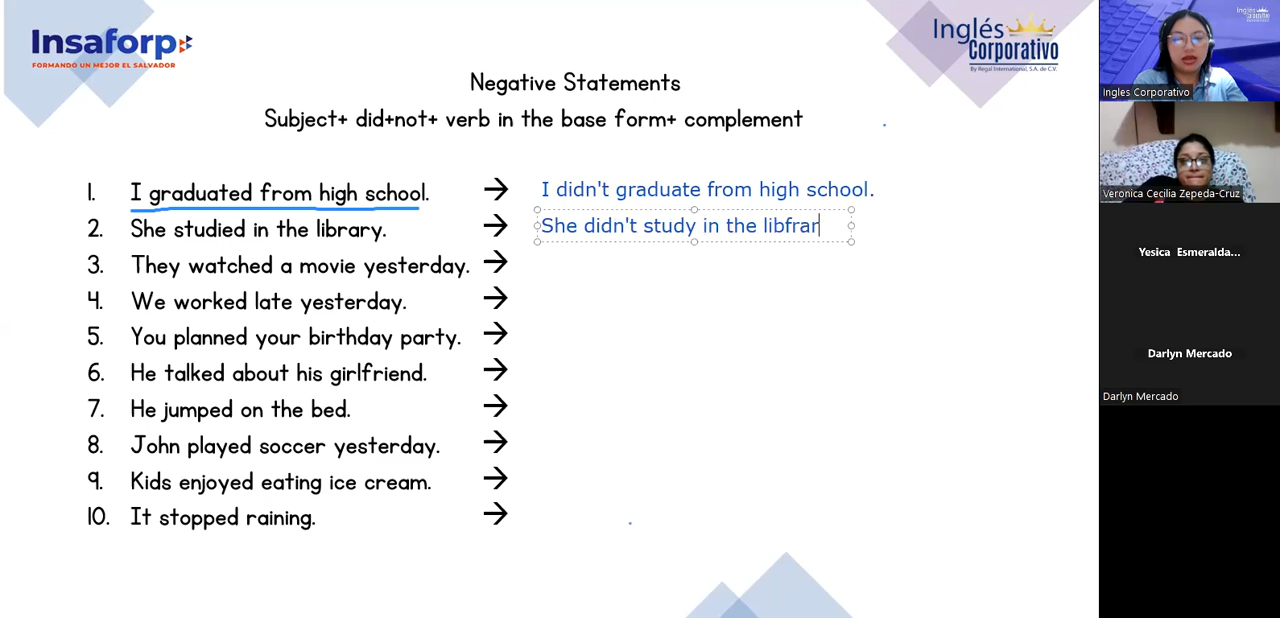 Insaforp
FORMANDO UN MEJOR EL SALVADOR
Inglés
Corporativo
By Regal International, S.A. de C.V.
Negative Statements
Subject+ did+not+ verb in the base form+ complement
1. I graduated from high school. → I didn't graduate from high school.
2. She studied in the library. → She didn't study in the libfrar
3. They watched a movie yesterday. →
4. We worked late yesterday. →
5. You planned your birthday party. →
6. He talked about his girlfriend. →
7. He jumped on the bed. →
8. John played soccer yesterday. →
9. Kids enjoyed eating ice cream. →
10. It stopped raining. →
Ingles Corporativo
Veronica Cecilia Zepeda-Cruz
Yesica Esmeralda...
Darlyn Mercado
Darlyn Mercado